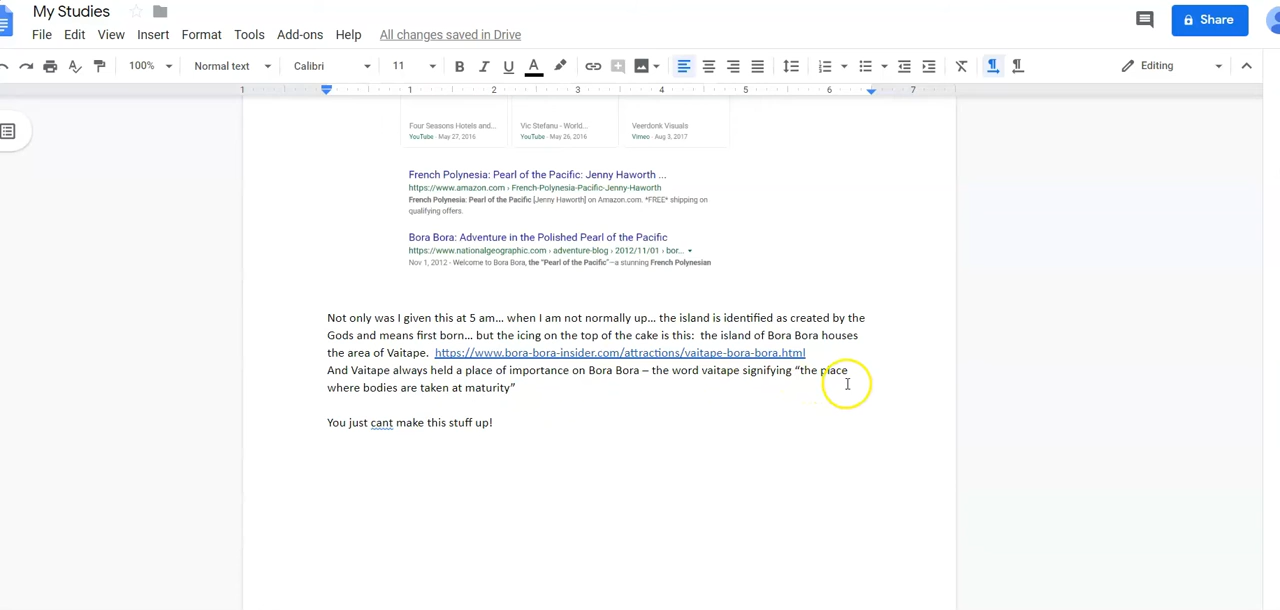 My Studies
Share
File Edit View Insert Format Tools Add-ons Help All changes saved in Drive
100% Normal text Calibri 11 B I U A Editing
1 1 2 3 4 5 6 7
Four Seasons Hotels and... Vic Stefanu - World... Veerdonk Visuals
YouTube · May 27, 2016 YouTube · May 26, 2016 Vimeo · Aug 3, 2017
French Polynesia: Pearl of the Pacific: Jenny Haworth ...
https://www.amazon.com › French-Polynesia-Pacific-Jenny-Haworth
French Polynesia: Pearl of the Pacific [Jenny Haworth] on Amazon.com. *FREE* shipping on
qualifying offers.
Bora Bora: Adventure in the Polished Pearl of the Pacific
https://www.nationalgeographic.com › adventure-blog › 2012/11/01 › bor...
Nov 1, 2012 - Welcome to Bora Bora, the "Pearl of the Pacific"—a stunning French Polynesian
Not only was I given this at 5 am… when I am not normally up… the island is identified as created by the
Gods and means first born… but the icing on the top of the cake is this: the island of Bora Bora houses
the area of Vaitape. https://www.bora-bora-insider.com/attractions/vaitape-bora-bora.html
And Vaitape always held a place of importance on Bora Bora – the word vaitape signifying “the place
where bodies are taken at maturity”
You just cant make this stuff up!